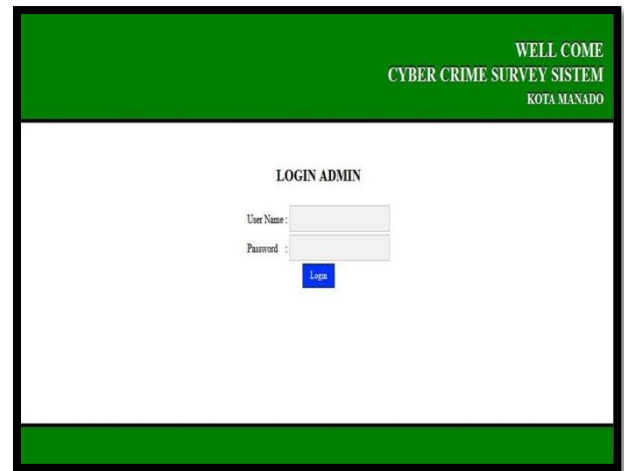 WELL COME
CYBER CRIME SURVEY SISTEM
KOTA MANADO
LOGIN ADMIN
User Name :
Password :
Login